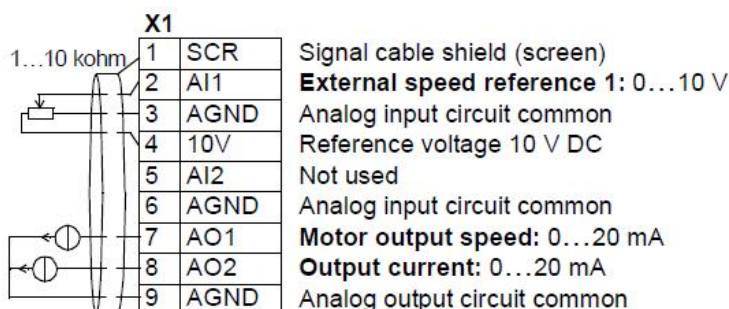 X1
1…10 kohm
1 SCR Signal cable shield (screen)
2 AI1 External speed reference 1: 0…10 V
3 AGND Analog input circuit common
4 10V Reference voltage 10 V DC
5 AI2 Not used
6 AGND Analog input circuit common
7 AO1 Motor output speed: 0…20 mA
8 AO2 Output current: 0…20 mA
9 AGND Analog output circuit common